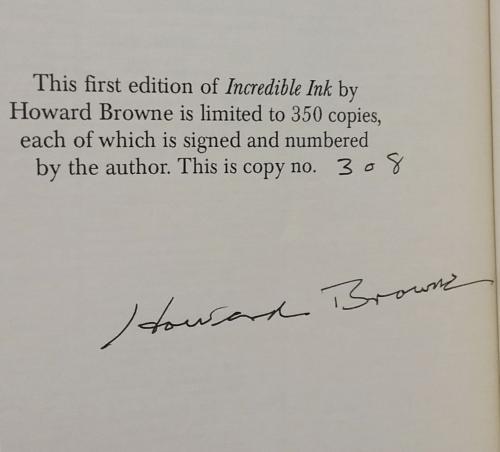 This first edition of Incredible Ink by
Howard Browne is limited to 350 copies,
each of which is signed and numbered
by the author. This is copy no. 308
Howard Browne